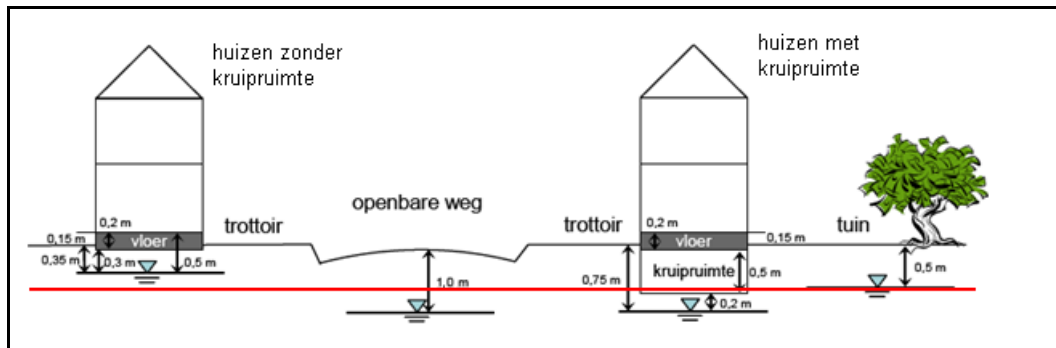 huizen zonder
kruipruimte
huizen met
kruipruimte
openbare weg
trottoir
trottoir
tuin
0,2 m
0,15 m
vloer
0,35 m
0,3 m
0,5 m
1,0 m
0,2 m
vloer
0,15 m
kruipruimte
0,5 m
0,75 m
0,2 m
0,5 m